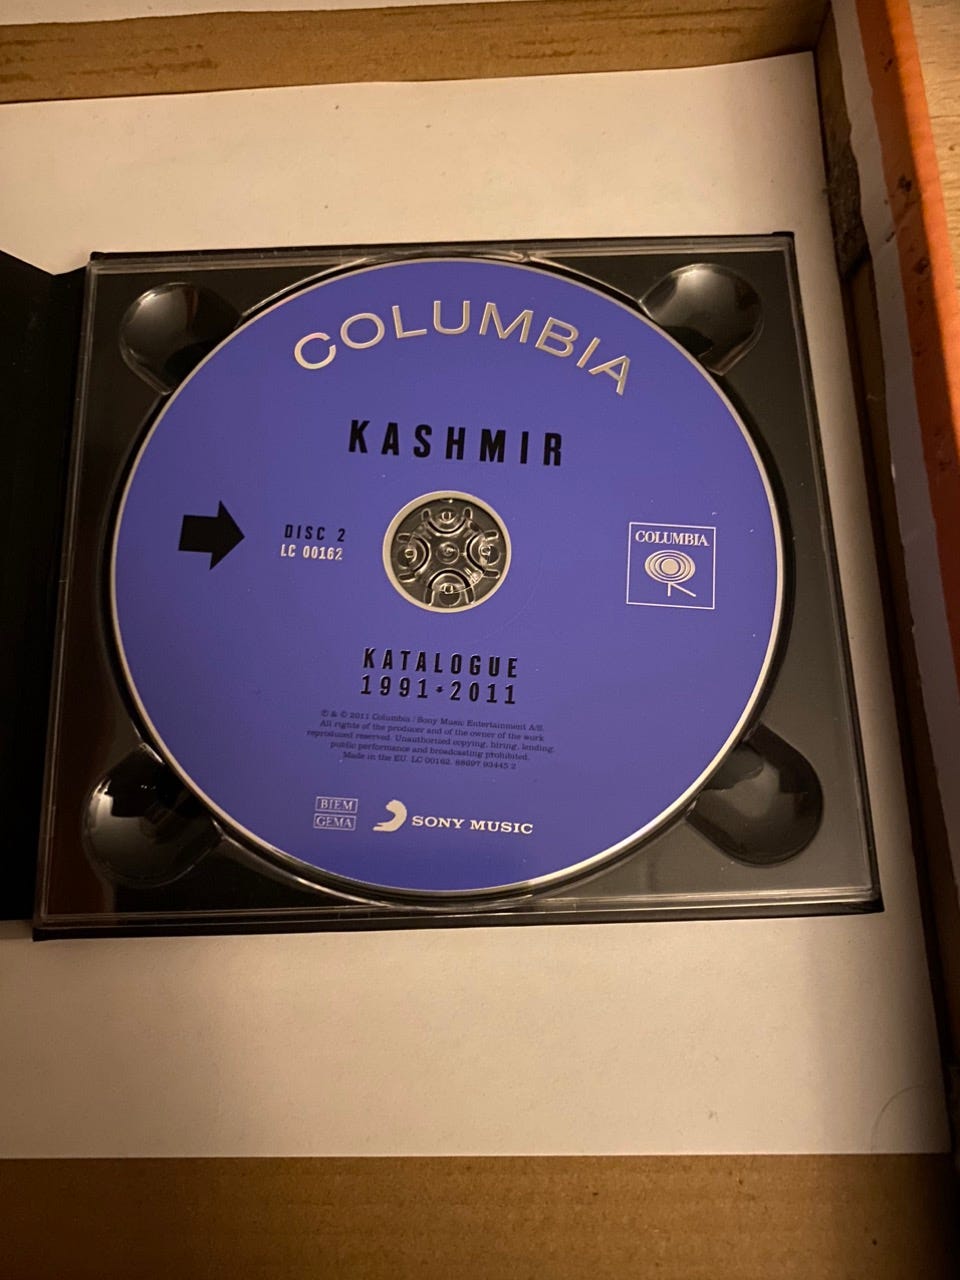 COLUMBIA
KASHMIR
DISC 2
LC 00162
COLUMBIA
KATALOGUE
1991*2011
℗ & © 2011 Columbia / Sony Music Entertainment A/S.
All rights of the producer and of the owner of the work
reproduced reserved. Unauthorized copying, hiring, lending,
public performance and broadcasting prohibited.
Made in the EU. LC 00162. 88697 93445 2
BIEM
GEMA
SONY MUSIC